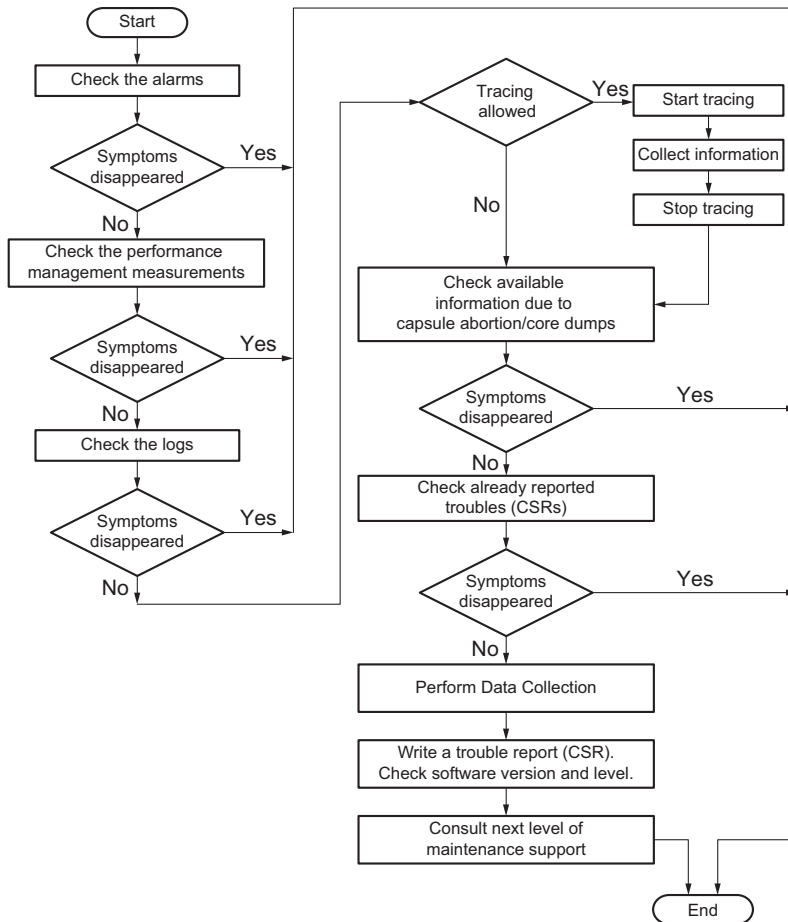 Start
Check the alarms
Symptoms
disappeared
Yes
No
Check the performance
management measurements
Symptoms
disappeared
Yes
No
Check the logs
Symptoms
disappeared
Yes
No
Tracing
allowed
Yes
Start tracing
Collect information
Stop tracing
No
Check available
information due to
capsule abortion/core dumps
Symptoms
disappeared
Yes
No
Check already reported
troubles (CSRs)
Symptoms
disappeared
Yes
No
Perform Data Collection
Write a trouble report (CSR).
Check software version and level.
Consult next level of
maintenance support
End